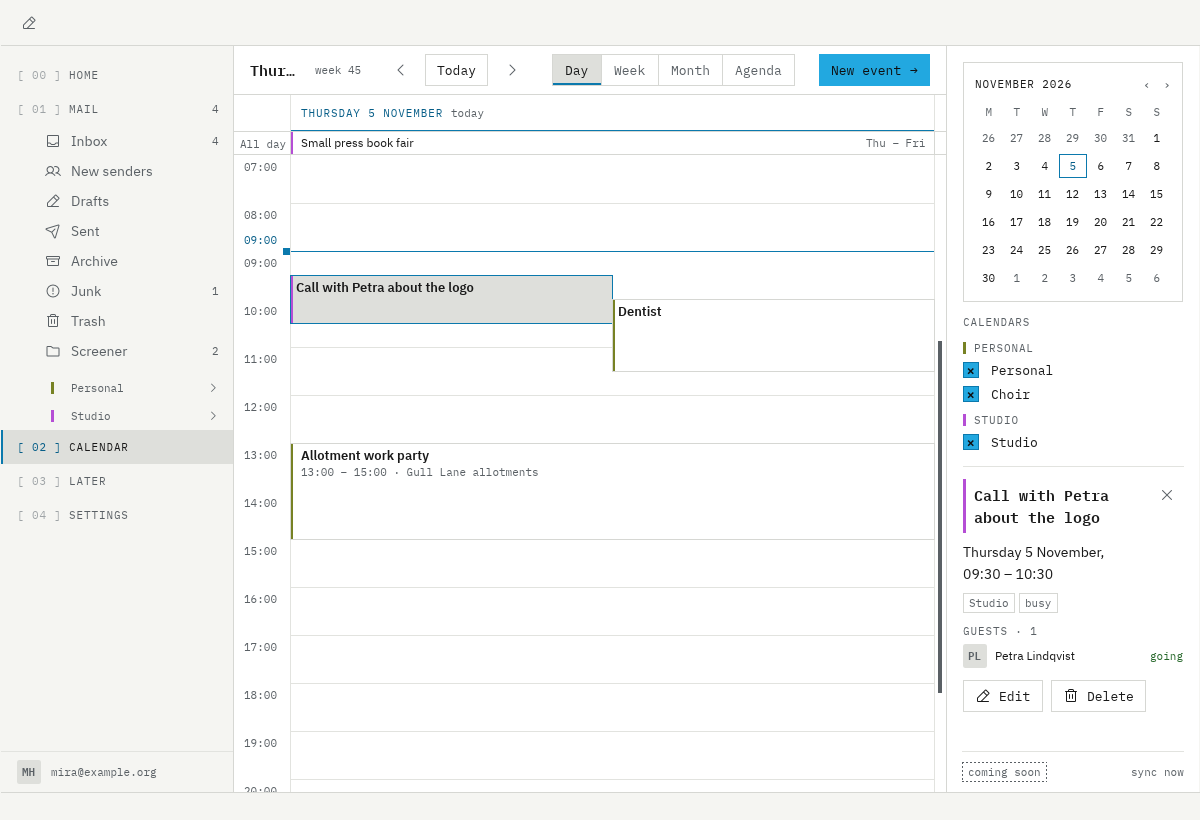 [ 00 ] HOME
[ 01 ] MAIL 4
Inbox 4
New senders
Drafts
Sent
Archive
Junk 1
Trash
Screener 2
Personal
Studio
[ 02 ] CALENDAR
[ 03 ] LATER
[ 04 ] SETTINGS
MH mira@example.org
Thur… week 45 Today Day Week Month Agenda New event →
THURSDAY 5 NOVEMBER today
All day Small press book fair Thu – Fri
07:00
08:00
09:00
09:00
Call with Petra about the logo
10:00 Dentist
11:00
12:00
13:00 Allotment work party
13:00 – 15:00 · Gull Lane allotments
14:00
15:00
16:00
17:00
18:00
19:00
20:00
NOVEMBER 2026 ‹ ›
M T W T F S S
26 27 28 29 30 31 1
2 3 4 5 6 7 8
9 10 11 12 13 14 15
16 17 18 19 20 21 22
23 24 25 26 27 28 29
30 1 2 3 4 5 6
CALENDARS
PERSONAL
Personal
Choir
STUDIO
Studio
Call with Petra
about the logo
Thursday 5 November,
09:30 – 10:30
Studio busy
GUESTS · 1
PL Petra Lindqvist going
Edit Delete
coming soon sync now